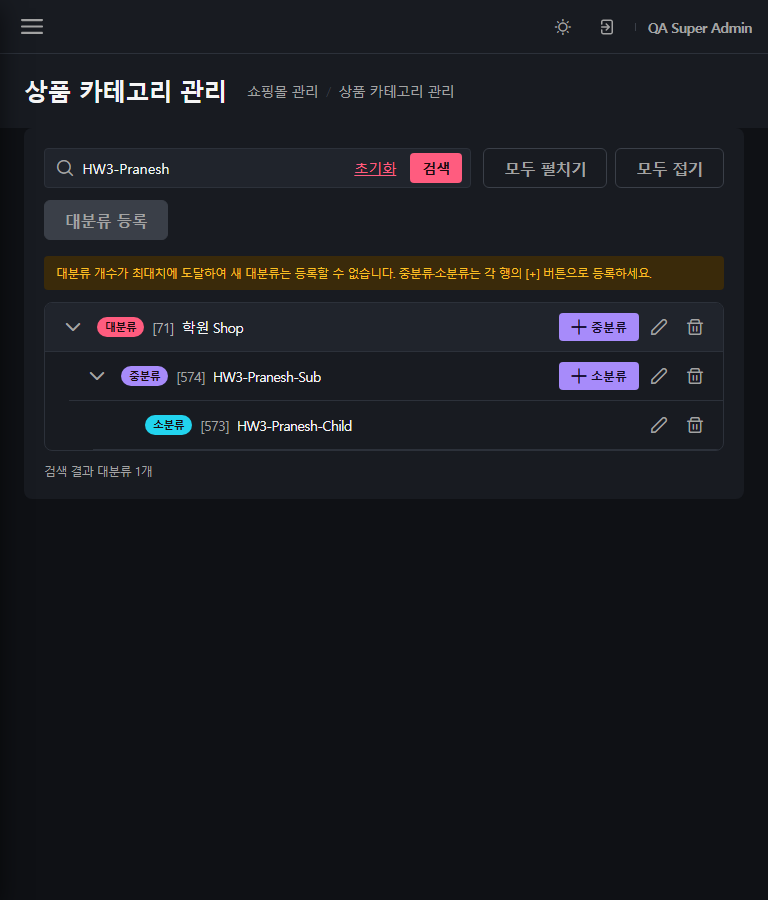 QA Super Admin
상품 카테고리 관리 쇼핑몰 관리 / 상품 카테고리 관리
HW3-Pranesh 초기화 검색 모두 펼치기 모두 접기
대분류 등록
대분류 개수가 최대치에 도달하여 새 대분류는 등록할 수 없습니다. 중분류·소분류는 각 행의 [+] 버튼으로 등록하세요.
대분류 [71] 학원 Shop + 중분류
중분류 [574] HW3-Pranesh-Sub + 소분류
소분류 [573] HW3-Pranesh-Child
검색 결과 대분류 1개